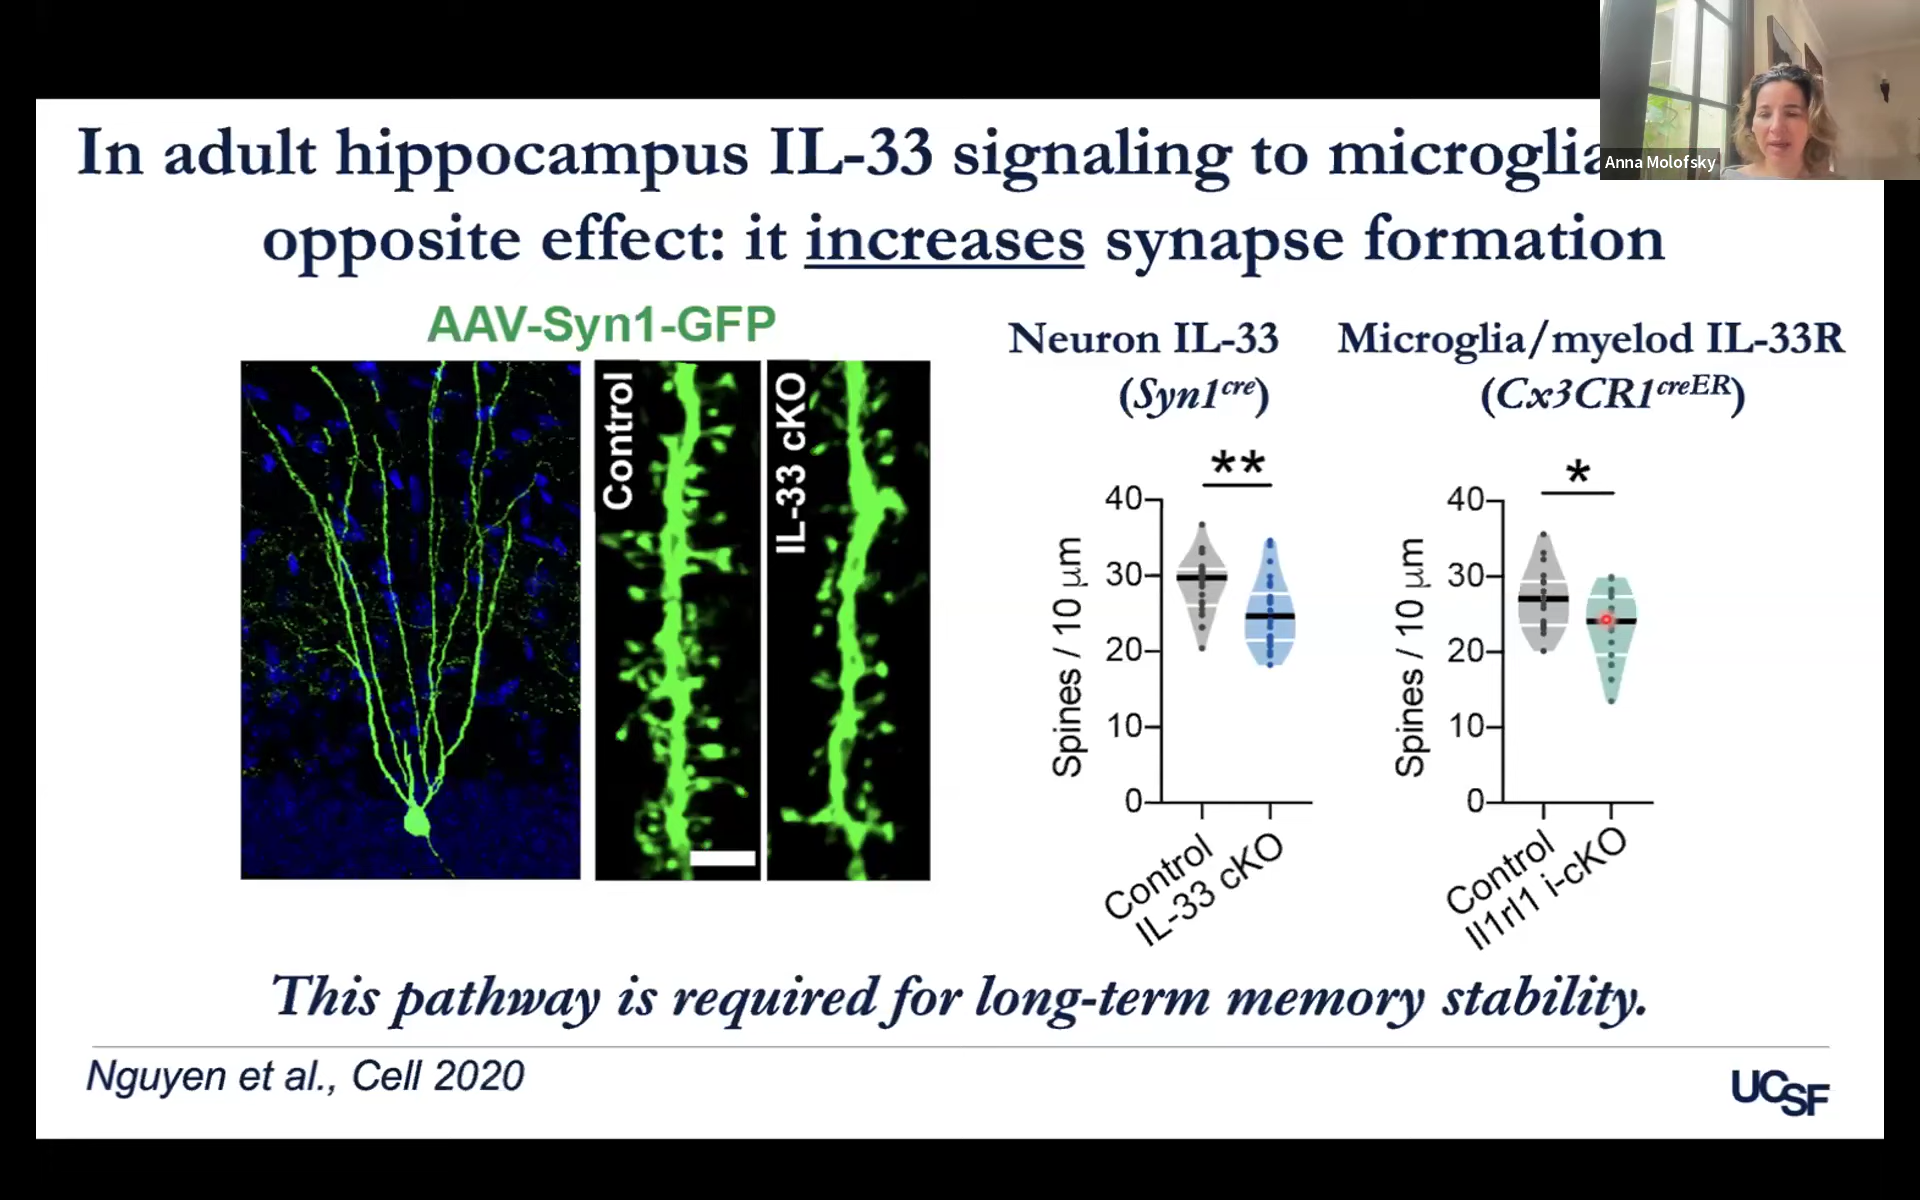 In adult hippocampus IL-33 signaling to microglia
opposite effect: it increases synapse formation
Anna Molofsky
AAV-Syn1-GFP
Control
IL-33 cKO
Neuron IL-33
(Syn1cre)
Microglia/myelod IL-33R
(Cx3CR1creER)
**
Spines / 10 µm
40
30
20
10
0
Control
IL-33 cKO
*
Spines / 10 µm
40
30
20
10
0
Control
Il1rl1 i-cKO
This pathway is required for long-term memory stability.
Nguyen et al., Cell 2020
UCSF